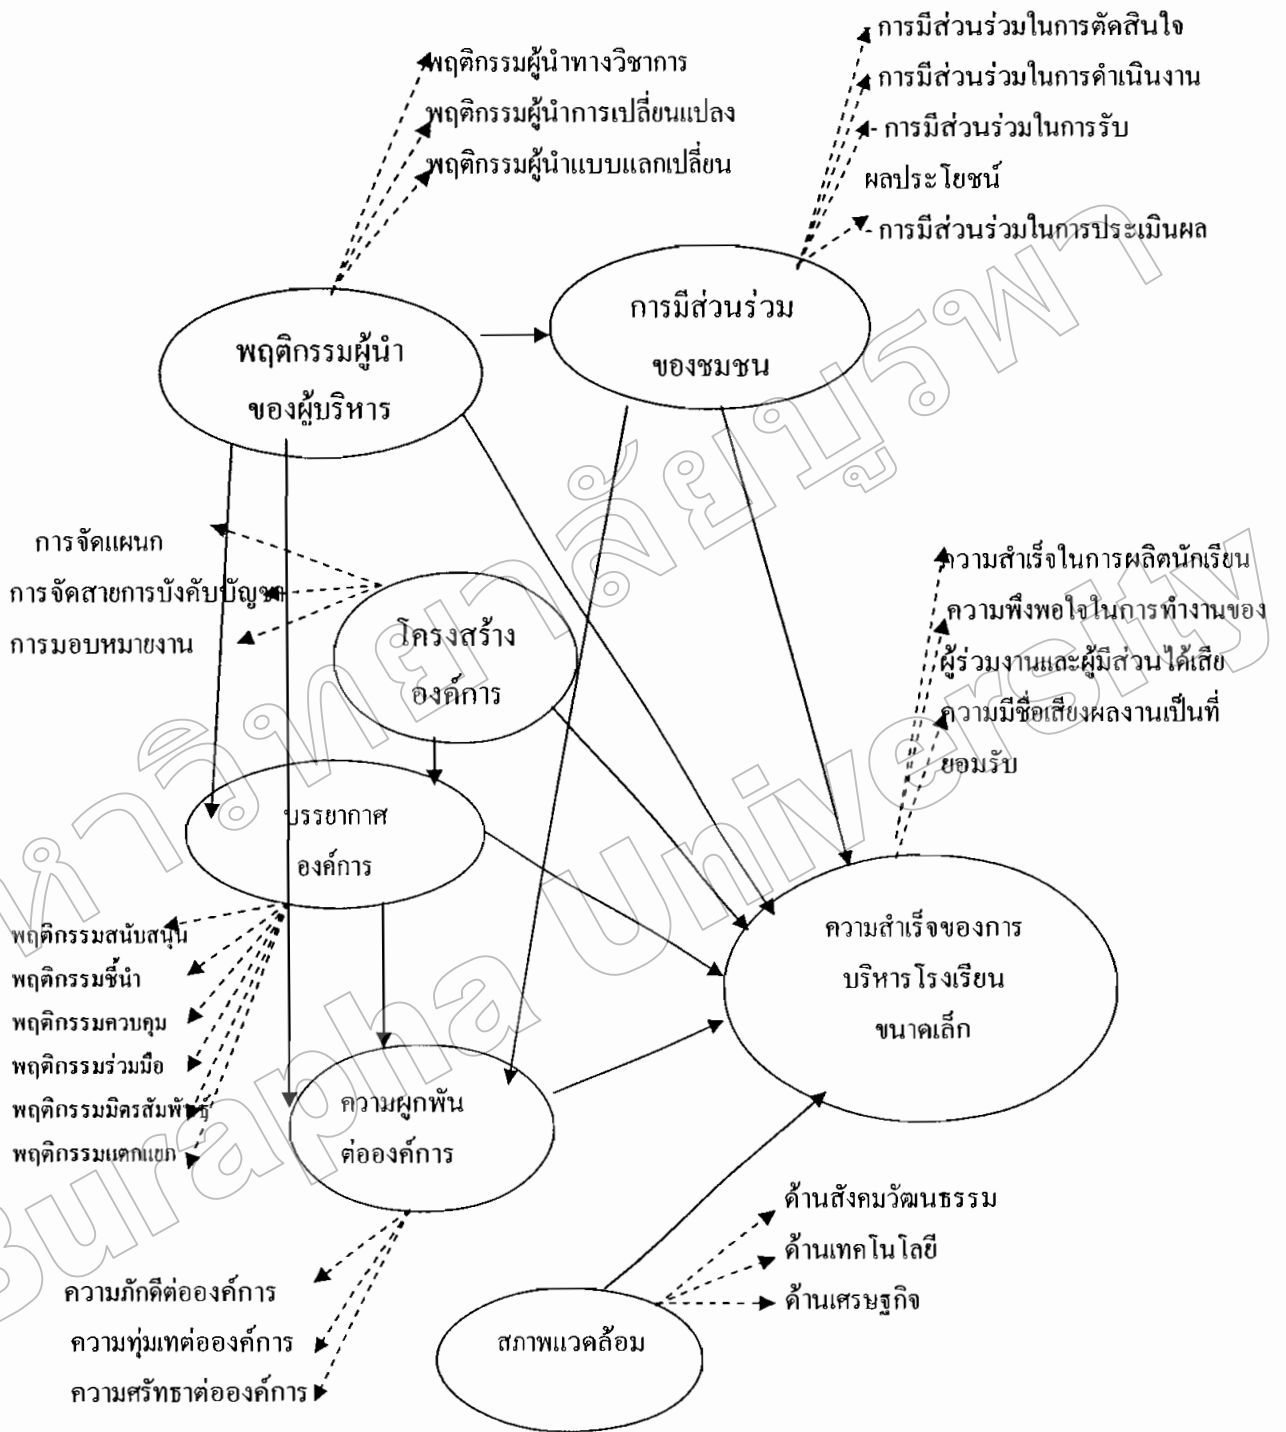 พฤติกรรมผู้นำทางวิชาการ
พฤติกรรมผู้นำการเปลี่ยนแปลง
พฤติกรรมผู้นำแบบแลกเปลี่ยน
- การมีส่วนร่วมในการตัดสินใจ
- การมีส่วนร่วมในการดำเนินงาน
- การมีส่วนร่วมในการรับ
ผลประโยชน์
- การมีส่วนร่วมในการประเมินผล
พฤติกรรมผู้นำ
ของผู้บริหาร
การมีส่วนร่วม
ของชุมชน
การจัดแผนก
การจัดสายการบังคับบัญชา
การมอบหมายงาน
โครงสร้าง
องค์การ
ความสำเร็จในการผลิตนักเรียน
ความพึงพอใจในการทำงานของ
ผู้ร่วมงานและผู้มีส่วนได้เสีย
ความมีชื่อเสียงผลงานเป็นที่
ยอมรับ
บรรยากาศ
องค์การ
พฤติกรรมสนับสนุน
พฤติกรรมชี้นำ
พฤติกรรมควบคุม
พฤติกรรมร่วมมือ
พฤติกรรมมิตรสัมพันธ์
พฤติกรรมแตกแยก
ความสำเร็จของการ
บริหารโรงเรียน
ขนาดเล็ก
ความผูกพัน
ต่อองค์การ
ความภักดีต่อองค์การ
ความทุ่มเทต่อองค์การ
ความศรัทธาต่อองค์การ
ด้านสังคมวัฒนธรรม
ด้านเทคโนโลยี
ด้านเศรษฐกิจ
สภาพแวดล้อม
มหาวิทยาลัยบูรพา
Burapha University